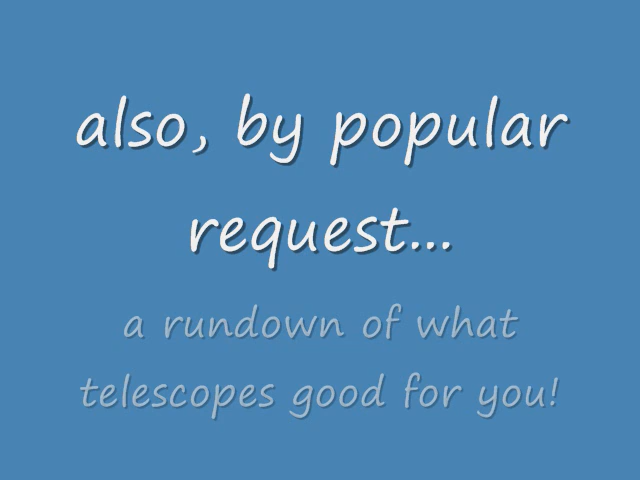 also, by popular
request...
a rundown of what
telescopes good for you!